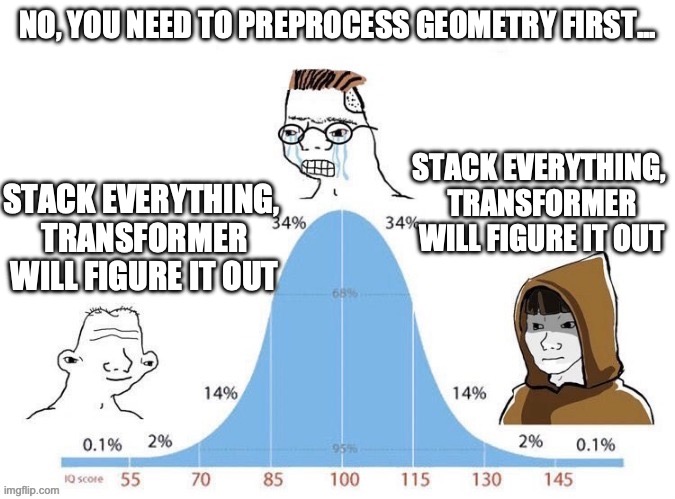 NO, YOU NEED TO PREPROCESS GEOMETRY FIRST...
STACK EVERYTHING,
TRANSFORMER
WILL FIGURE IT OUT
STACK EVERYTHING,
TRANSFORMER
WILL FIGURE IT OUT
34%
34%
68%
14%
14%
0.1%
2%
95%
2%
0.1%
IQ score
55
70
85
100
115
130
145
imgflip.com